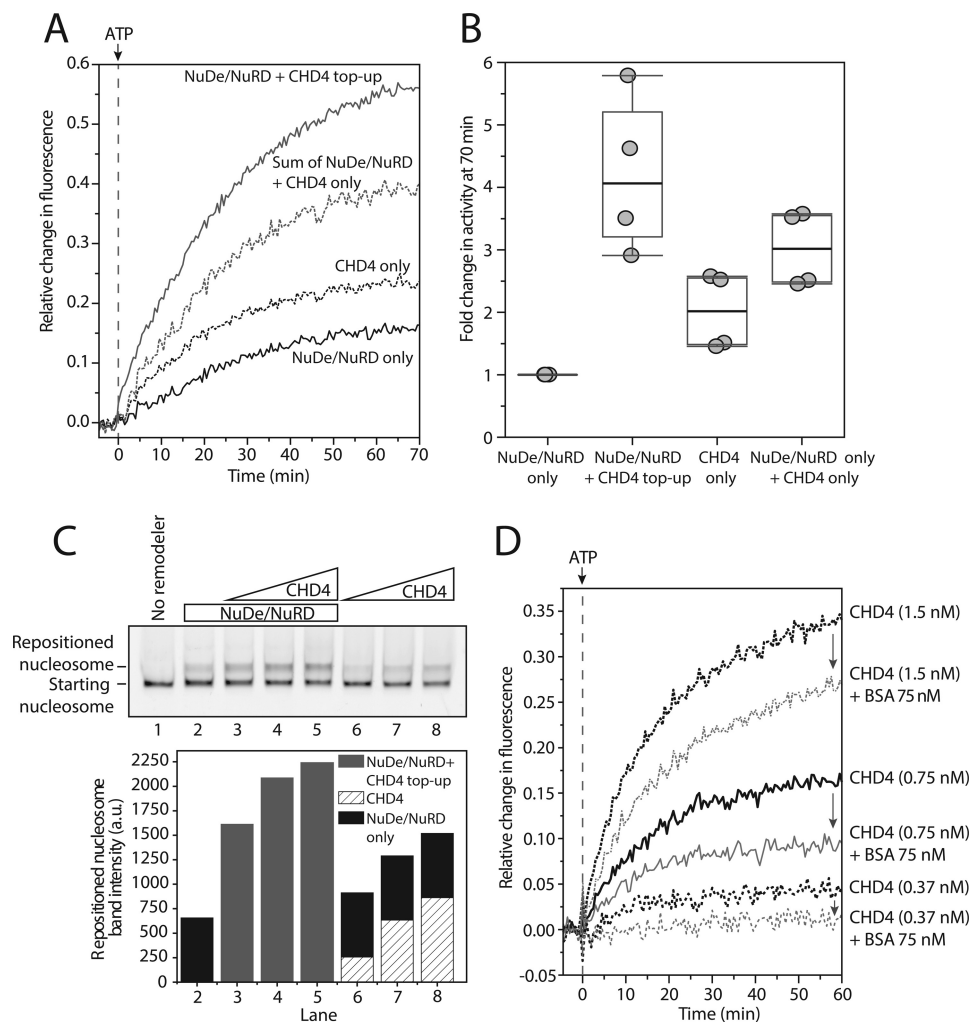 A
ATP
0.6
0.5
0.4
0.3
0.2
0.1
0.0
Relative change in fluorescence
NuDe/NuRD + CHD4 top-up
Sum of NuDe/NuRD
+ CHD4 only
CHD4 only
NuDe/NuRD only
0 10 20 30 40 50 60 70
Time (min)
B
6
5
4
3
2
1
0
Fold change in activity at 70 min
NuDe/NuRD
only
NuDe/NuRD
+ CHD4 top-up
CHD4
only
NuDe/NuRD only
+ CHD4 only
C
No remodeler
CHD4
CHD4
NuDe/NuRD
Repositioned
nucleosome
Starting
nucleosome
1 2 3 4 5 6 7 8
Repositioned nucleosome
band intensity (a.u.)
2250
2000
1750
1500
1250
1000
750
500
250
0
NuDe/NuRD+
CHD4 top-up
CHD4
NuDe/NuRD
only
2 3 4 5 6 7 8
Lane
D
ATP
0.35
0.30
0.25
0.20
0.15
0.10
0.05
0.00
-0.05
Relative change in fluorescence
CHD4 (1.5 nM)
CHD4 (1.5 nM)
+ BSA 75 nM
CHD4 (0.75 nM)
CHD4 (0.75 nM)
+ BSA 75 nM
CHD4 (0.37 nM)
CHD4 (0.37 nM)
+ BSA 75 nM
0 10 20 30 40 50 60
Time (min)